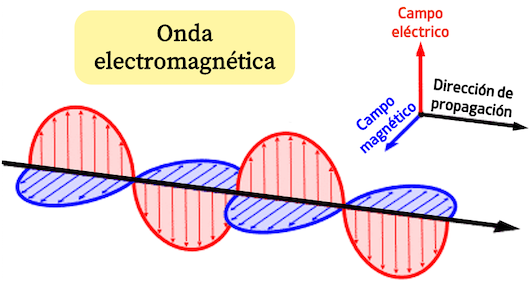 Onda
electromagnética
Campo
eléctrico
Dirección de
propagación
Campo
magnético